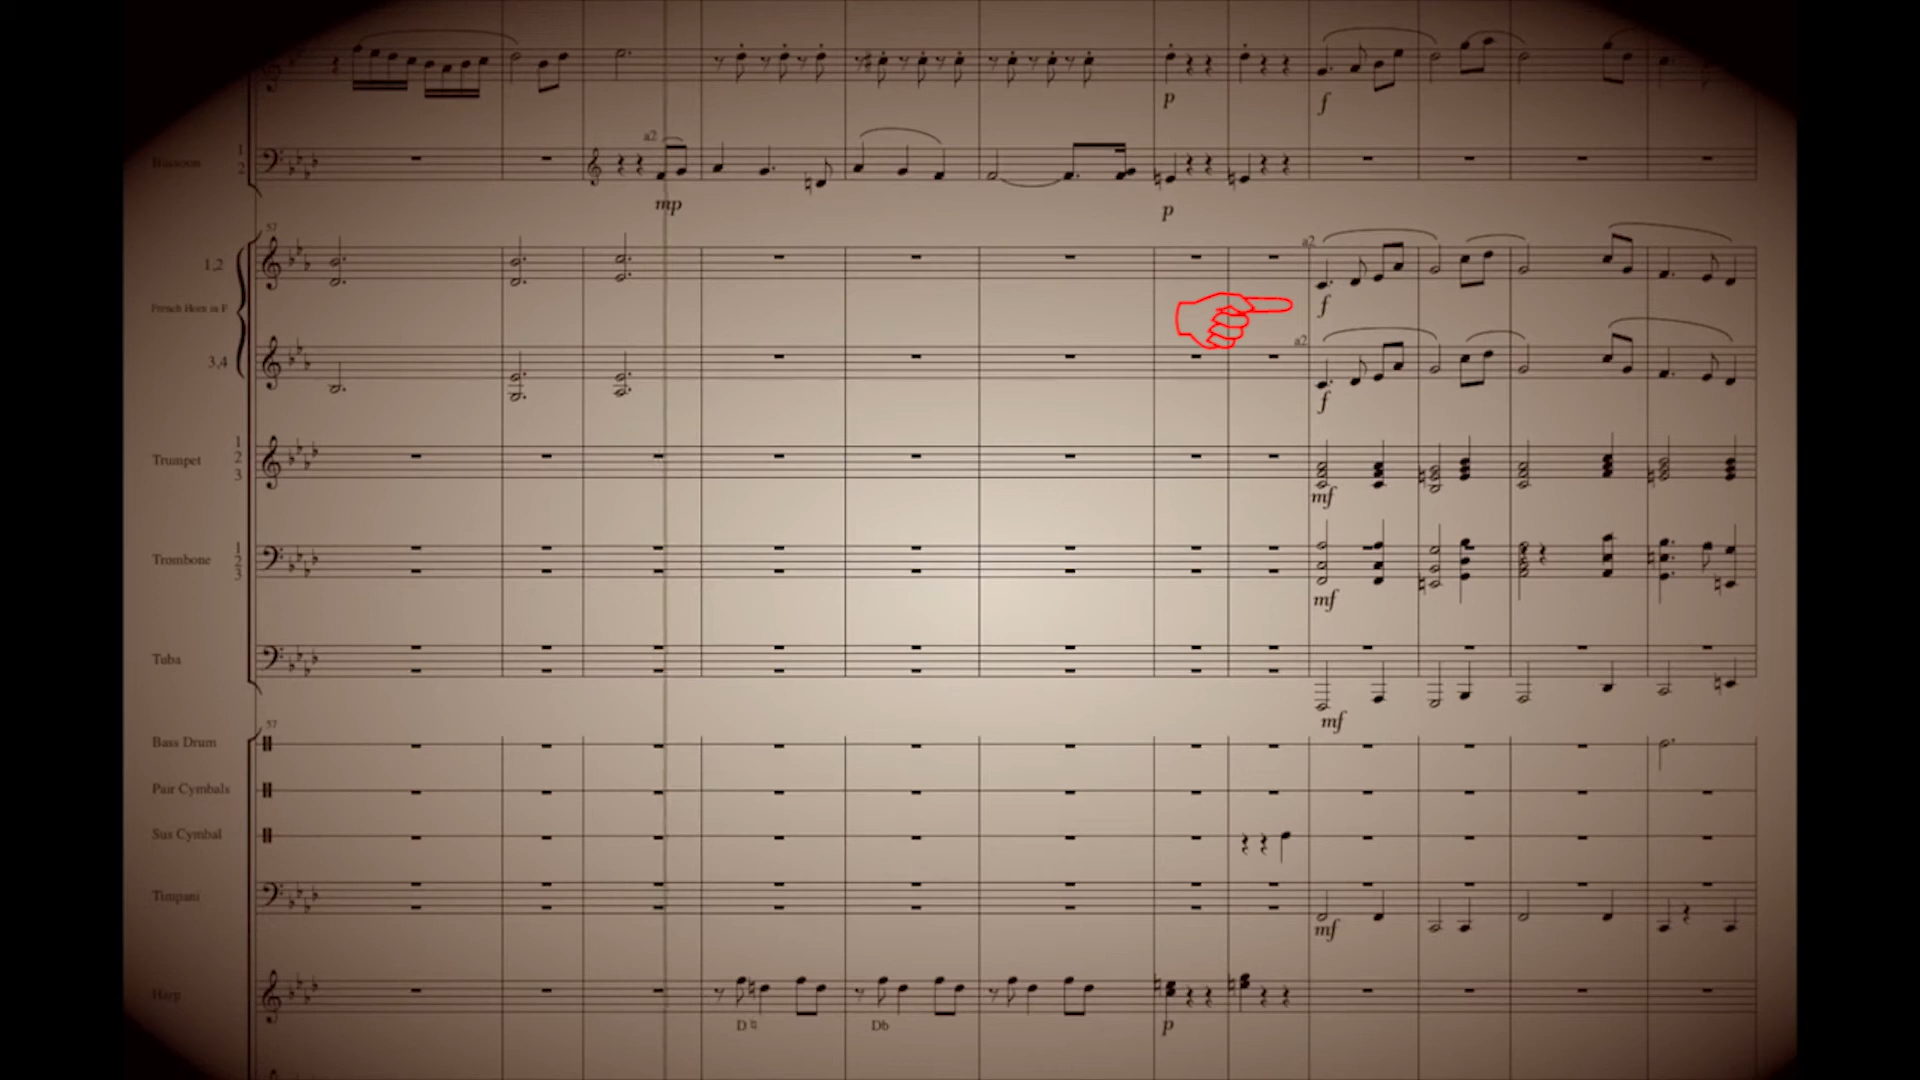 a2
Bassoon 1 2
mp p
p f
57
1,2
a2
French Horn in F
f
3,4
a2
f
Trumpet 1 2 3
mf
Trombone 1 2 3
mf
Tuba
mf
57
Bass Drum
Pair Cymbals
Sus Cymbal
Timpani
mf
Harp
D♮ Db p